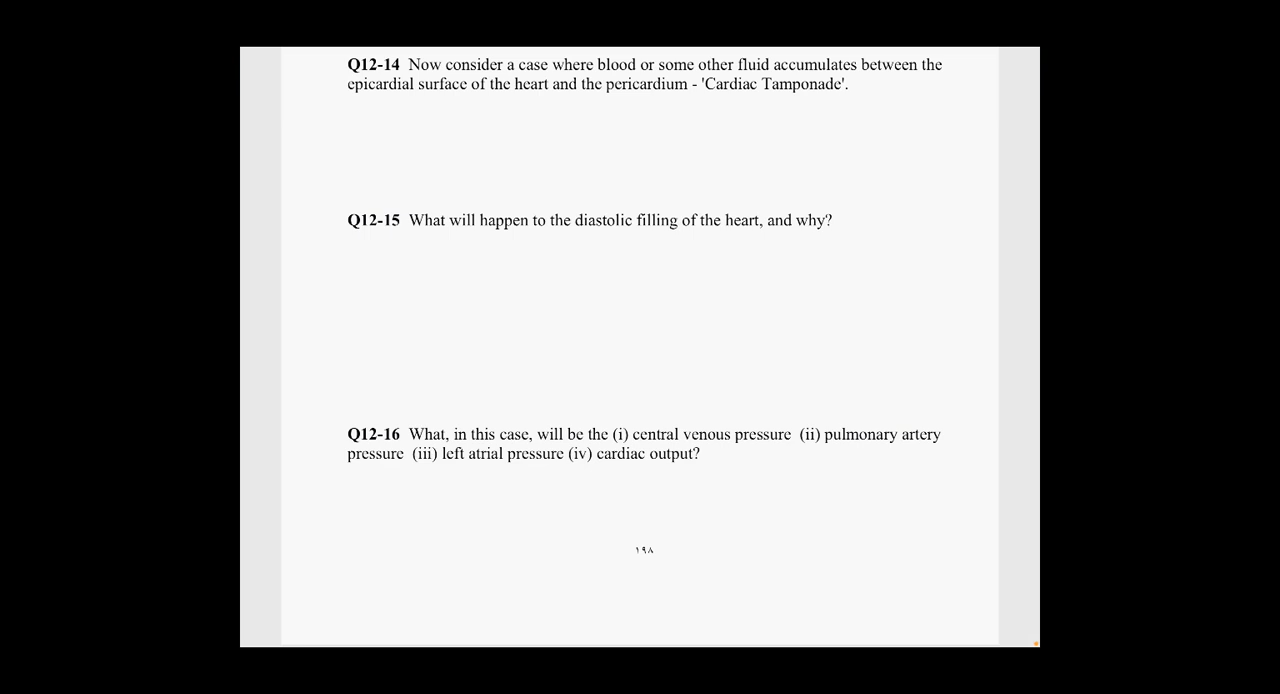 Q12-14 Now consider a case where blood or some other fluid accumulates between the
epicardial surface of the heart and the pericardium - 'Cardiac Tamponade'.
Q12-15 What will happen to the diastolic filling of the heart, and why?
Q12-16 What, in this case, will be the (i) central venous pressure (ii) pulmonary artery
pressure (iii) left atrial pressure (iv) cardiac output?
١٩٨